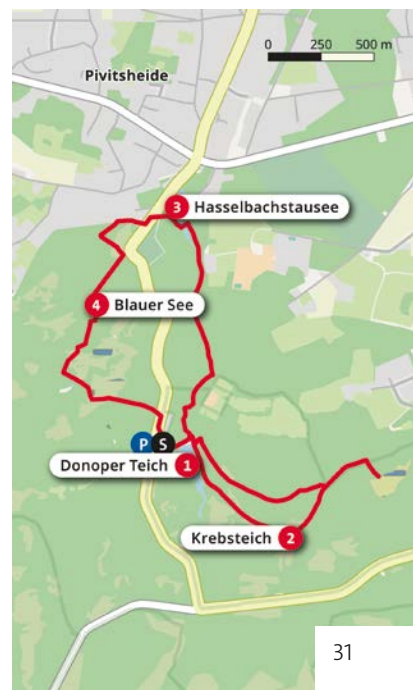 0 250 500 m
Pivitsheide
3 Hasselbachstausee
4 Blauer See
P S
Donoper Teich 1
Krebsteich 2
31